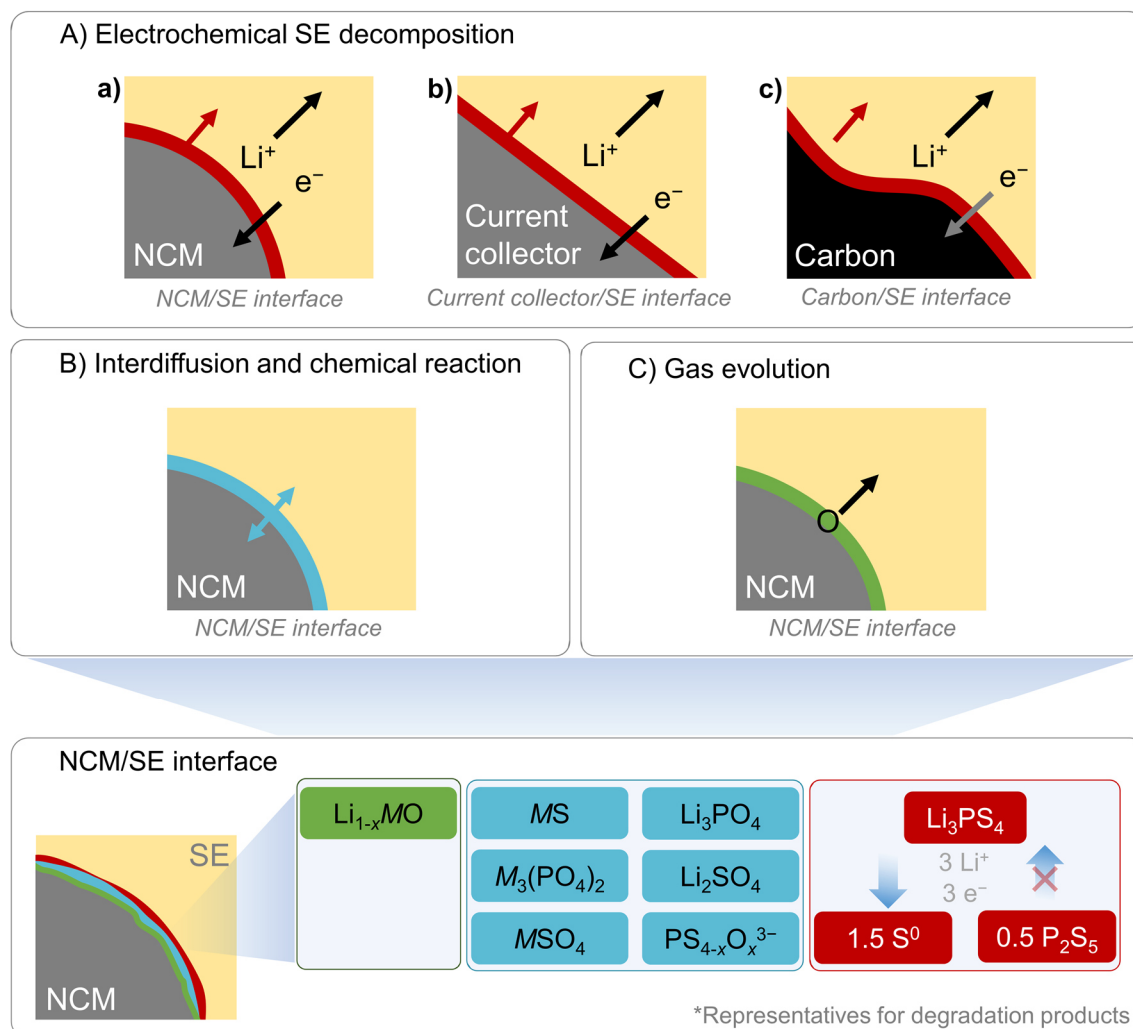 A) Electrochemical SE decomposition
a)
Li⁺
e⁻
NCM
NCM/SE interface
b)
Li⁺
e⁻
Current
collector
Current collector/SE interface
c)
Li⁺
e⁻
Carbon
Carbon/SE interface
B) Interdiffusion and chemical reaction
NCM
NCM/SE interface
C) Gas evolution
O
NCM
NCM/SE interface
NCM/SE interface
SE
NCM
Li₁₋ₓMO
MS
Li₃PO₄
M₃(PO₄)₂
Li₂SO₄
MSO₄
PS₄₋ₓOₓ³⁻
Li₃PS₄
3 Li⁺
3 e⁻
1.5 S⁰
0.5 P₂S₅
*Representatives for degradation products